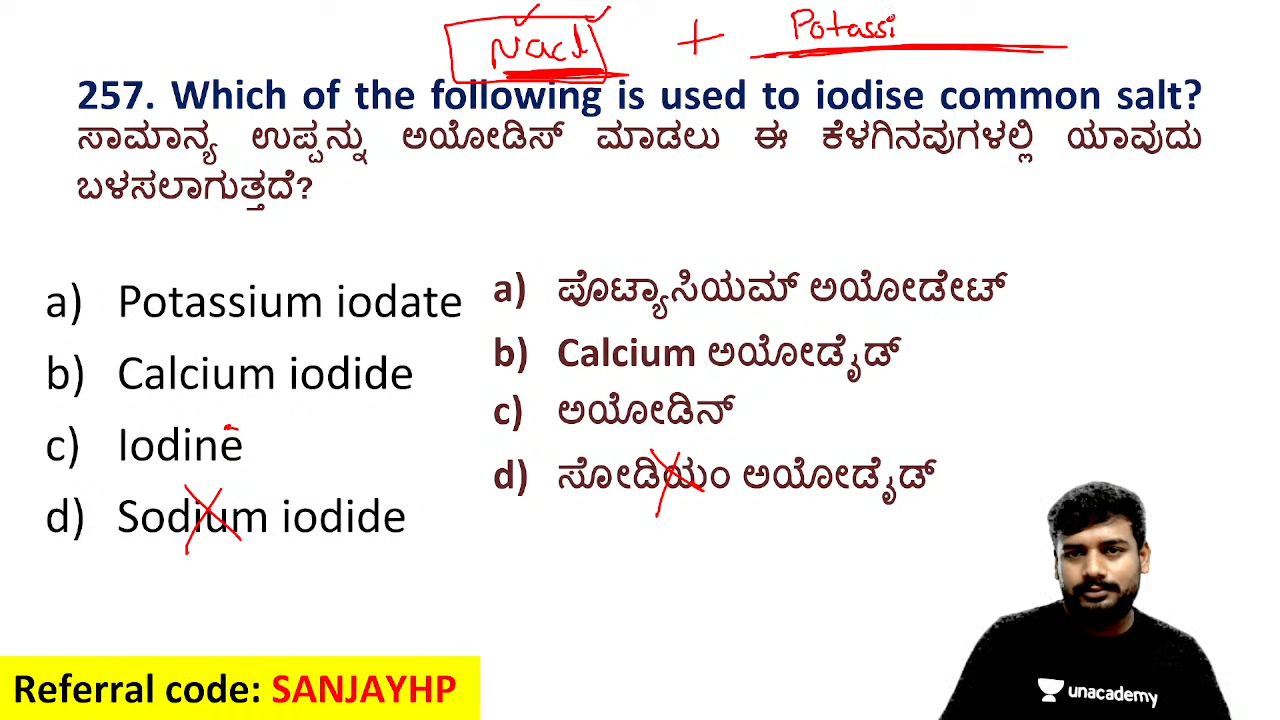 Nacl + Potassi
257. Which of the following is used to iodise common salt?
ಸಾಮಾನ್ಯ ಉಪ್ಪನ್ನು ಅಯೋಡಿಸ್ ಮಾಡಲು ಈ ಕೆಳಗಿನವುಗಳಲ್ಲಿ ಯಾವುದು
ಬಳಸಲಾಗುತ್ತದೆ?
a) Potassium iodate
b) Calcium iodide
c) Iodine
d) Sodium iodide
a) ಪೊಟ್ಯಾಸಿಯಮ್ ಅಯೋಡೇಟ್
b) Calcium ಅಯೋಡೈಡ್
c) ಅಯೋಡಿನ್
d) ಸೋಡಿಯಂ ಅಯೋಡೈಡ್
unacademy
Referral code: SANJAYHP